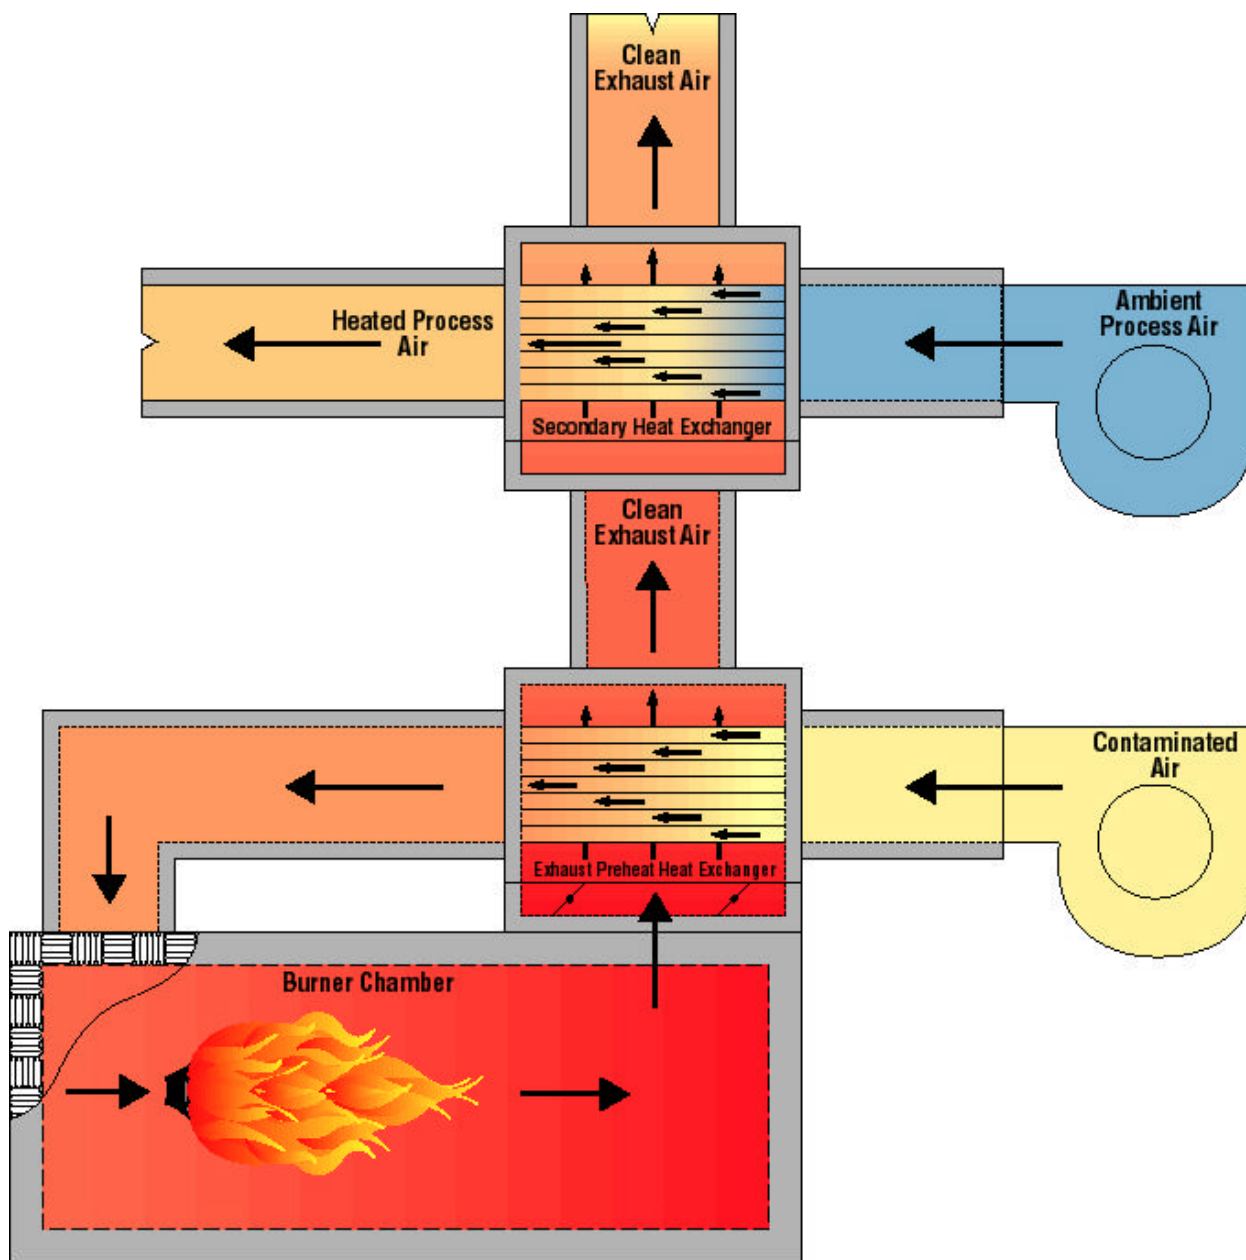 Clean
Exhaust Air
Ambient
Process Air
Heated Process
Air
Secondary Heat Exchanger
Clean
Exhaust Air
Contaminated
Air
Exhaust Preheat Heat Exchanger
Burner Chamber